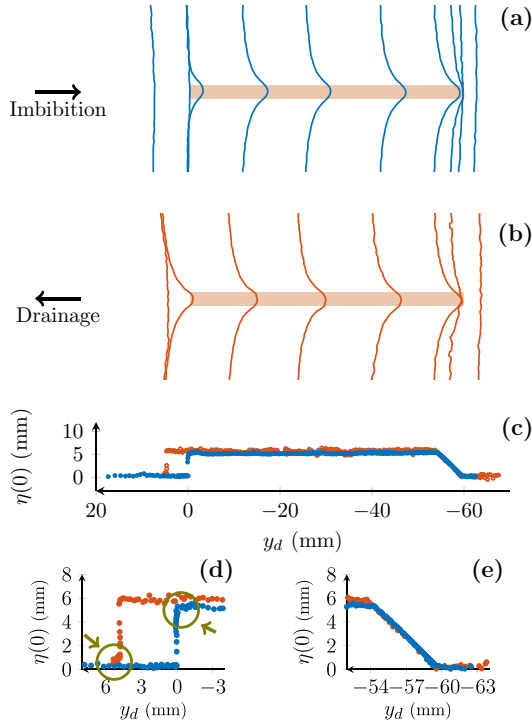 (a)
Imbibition
(b)
Drainage
(c)
η(0) (mm)
10
5
0
20 0 −20 −40 −60
y_d (mm)
(d) (e)
η(0) (mm)
8
6
4
2
0
6 3 0 −3
y_d (mm)
η(0) (mm)
8
6
4
2
0
−54 −57 −60 −63
y_d (mm)